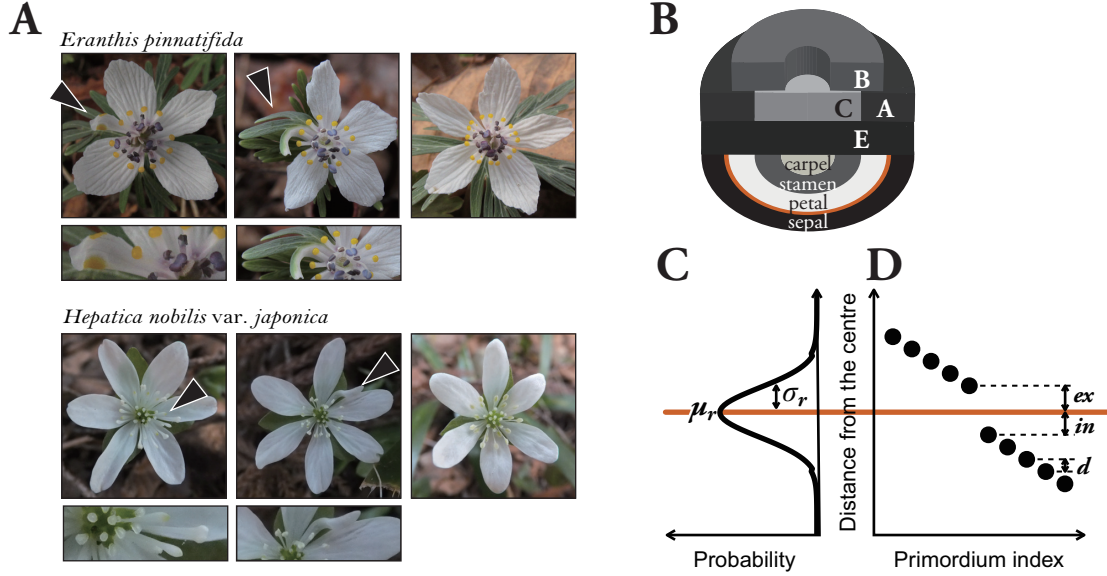 A
Eranthis pinnatifida
Hepatica nobilis var. japonica
B
B
C
A
E
carpel
stamen
petal
sepal
C
μr
σr
Probability
Distance from the centre
D
ex
in
d
Primordium index